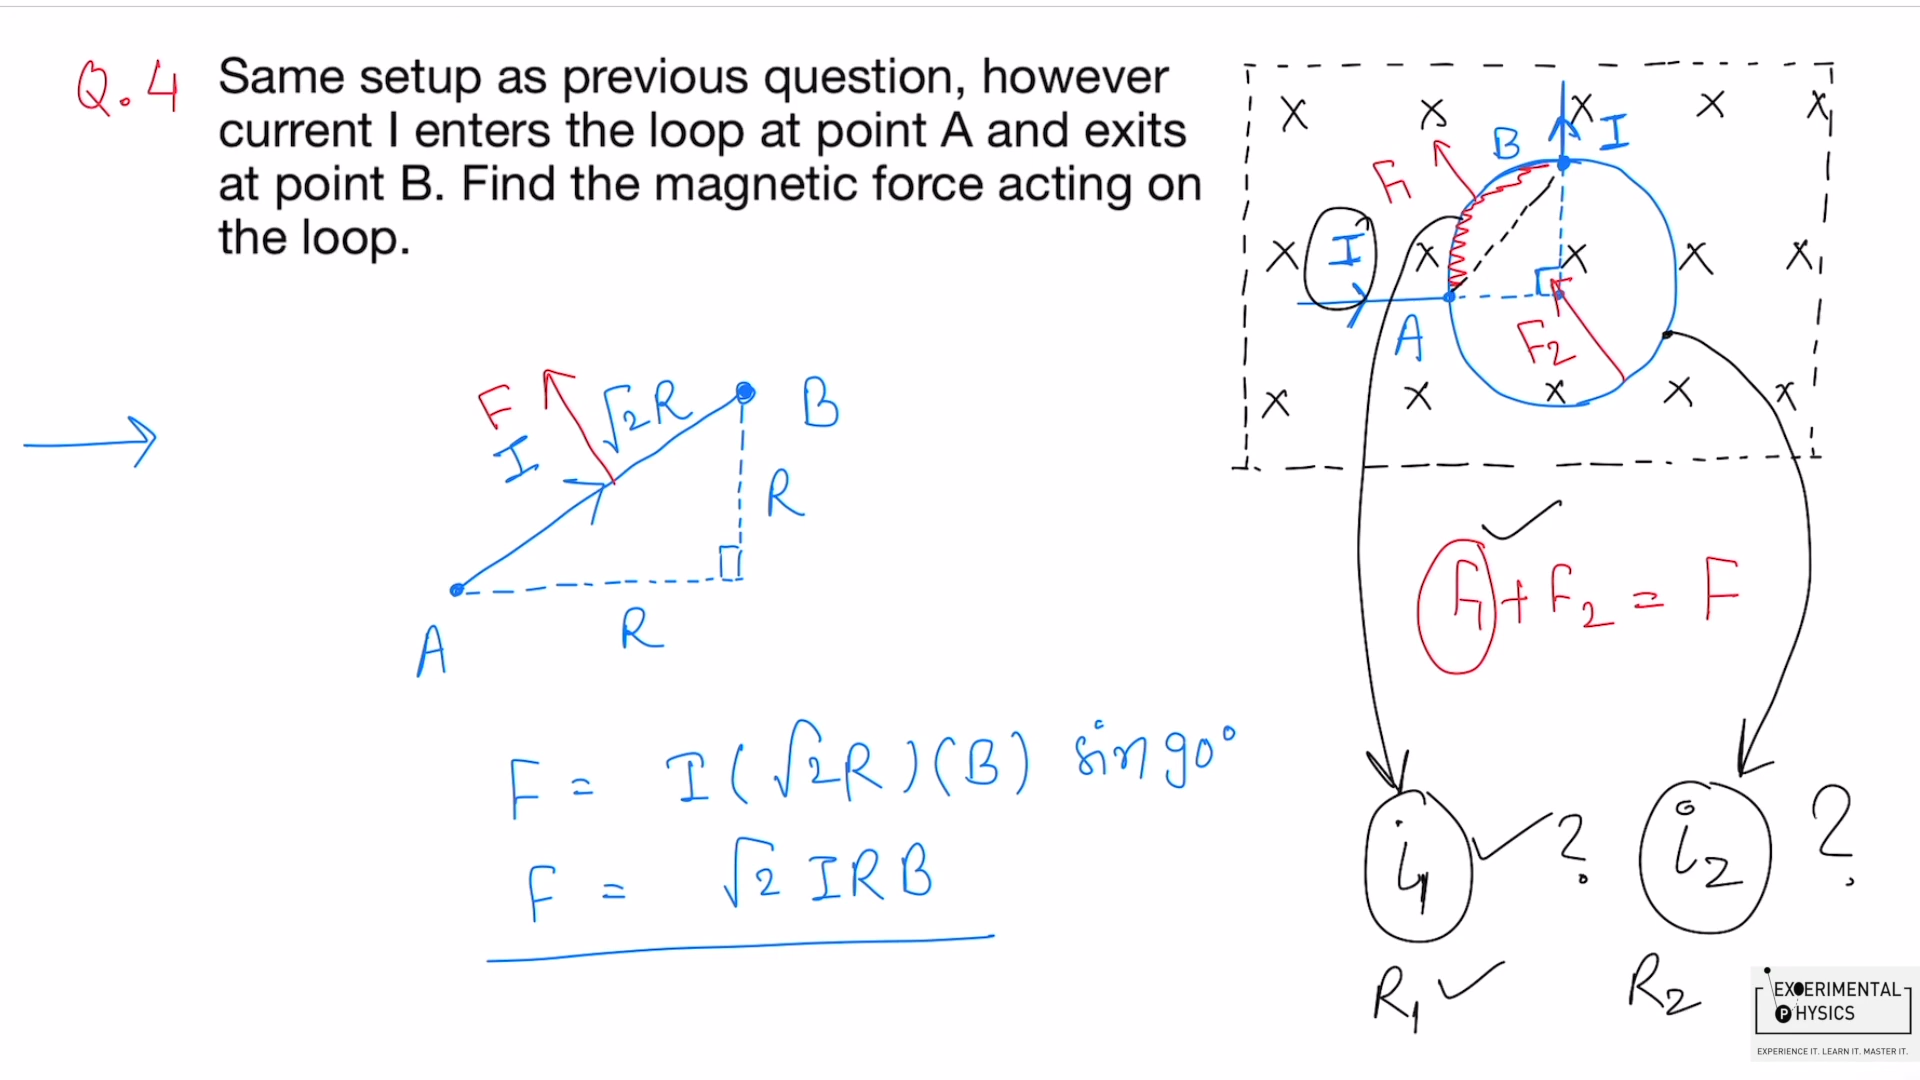 Q.4 Same setup as previous question, however
current I enters the loop at point A and exits
at point B. Find the magnetic force acting on
the loop.
x x x x x
B I
F1
x I x x x x
A F2
x x x x x
F √2R B
I
R
A R
F1 + F2 = F
F = I (√2R) (B) sin 90°
F = √2 IRB
i1 ? i2 ?
R1 R2
EXPERIMENTAL
PHYSICS
EXPERIENCE IT. LEARN IT. MASTER IT.